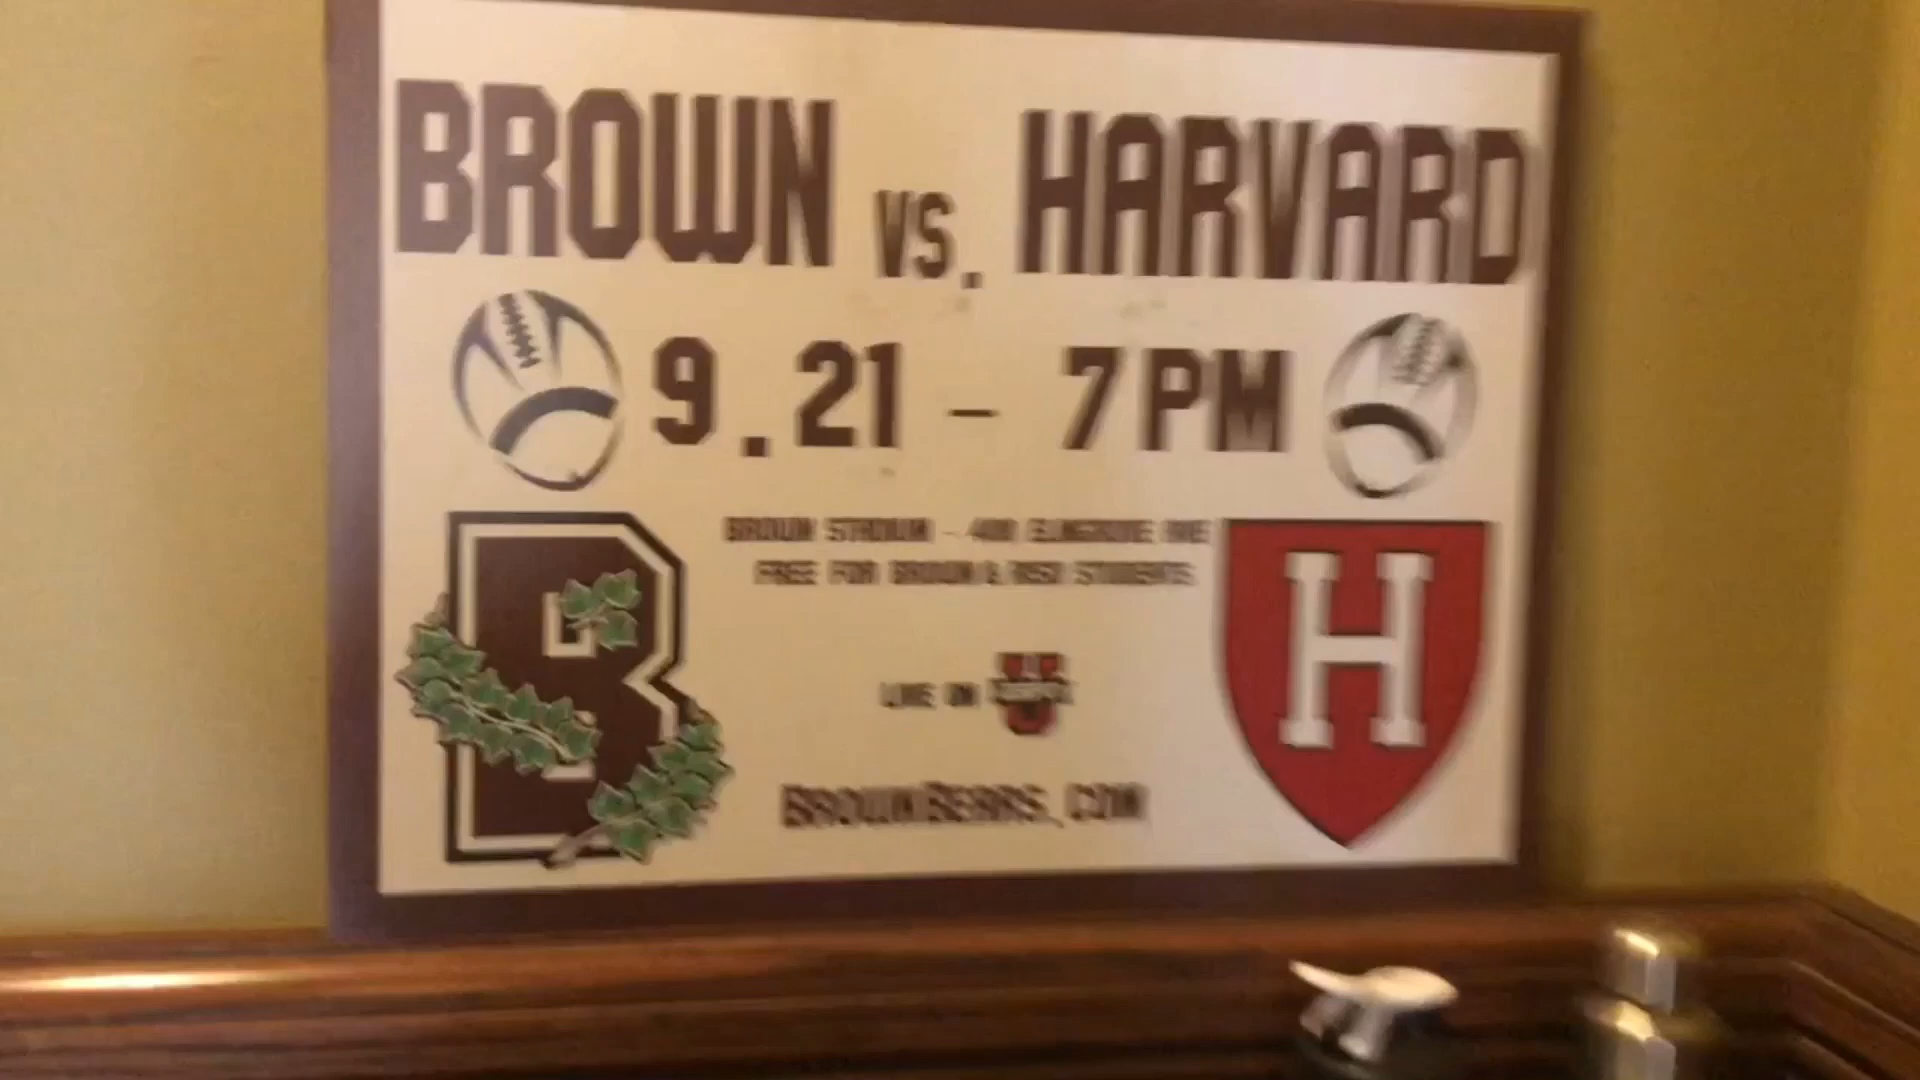 BROWN VS. HARVARD
9.21 - 7PM
BROWN STADIUM - 400 ELMGROVE AVE
FREE FOR BROWN & RISD STUDENTS
LIVE ON U
BROWNBEARS.COM
B
H